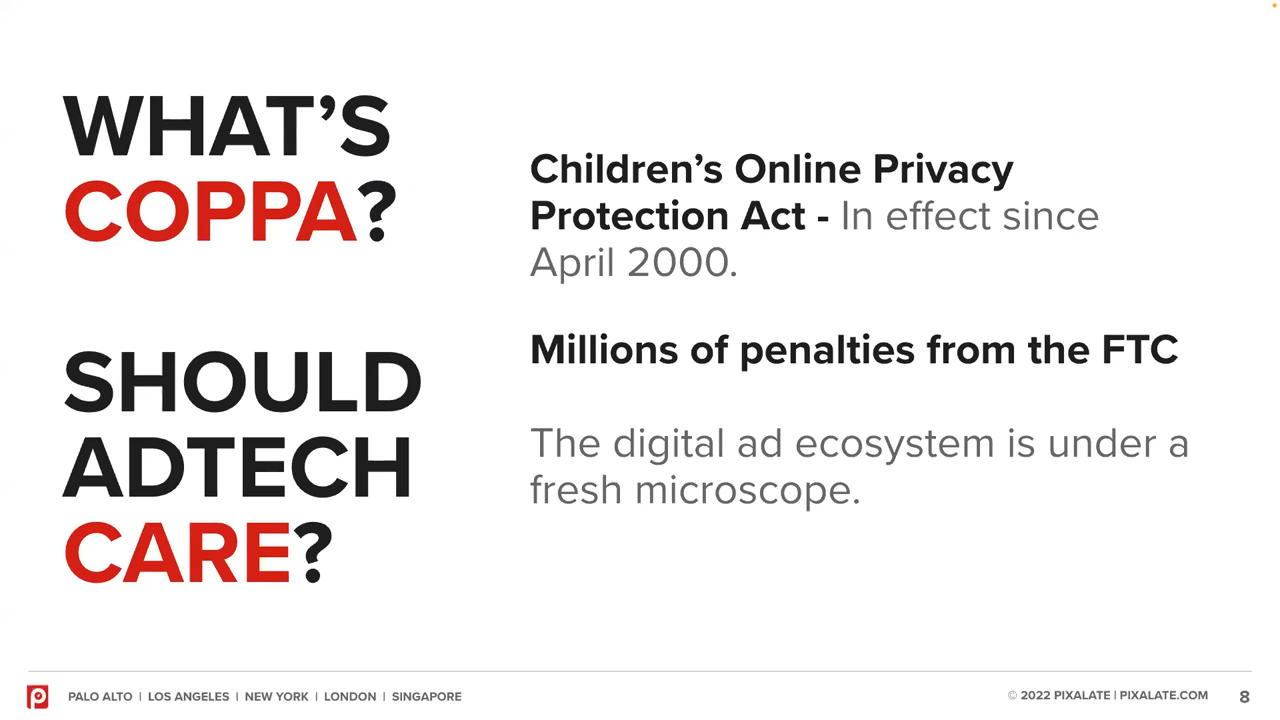 WHAT’S
COPPA?
SHOULD
ADTECH
CARE?
Children’s Online Privacy
Protection Act - In effect since
April 2000.
Millions of penalties from the FTC
The digital ad ecosystem is under a
fresh microscope.
PALO ALTO | LOS ANGELES | NEW YORK | LONDON | SINGAPORE
© 2022 PIXALATE | PIXALATE.COM 8